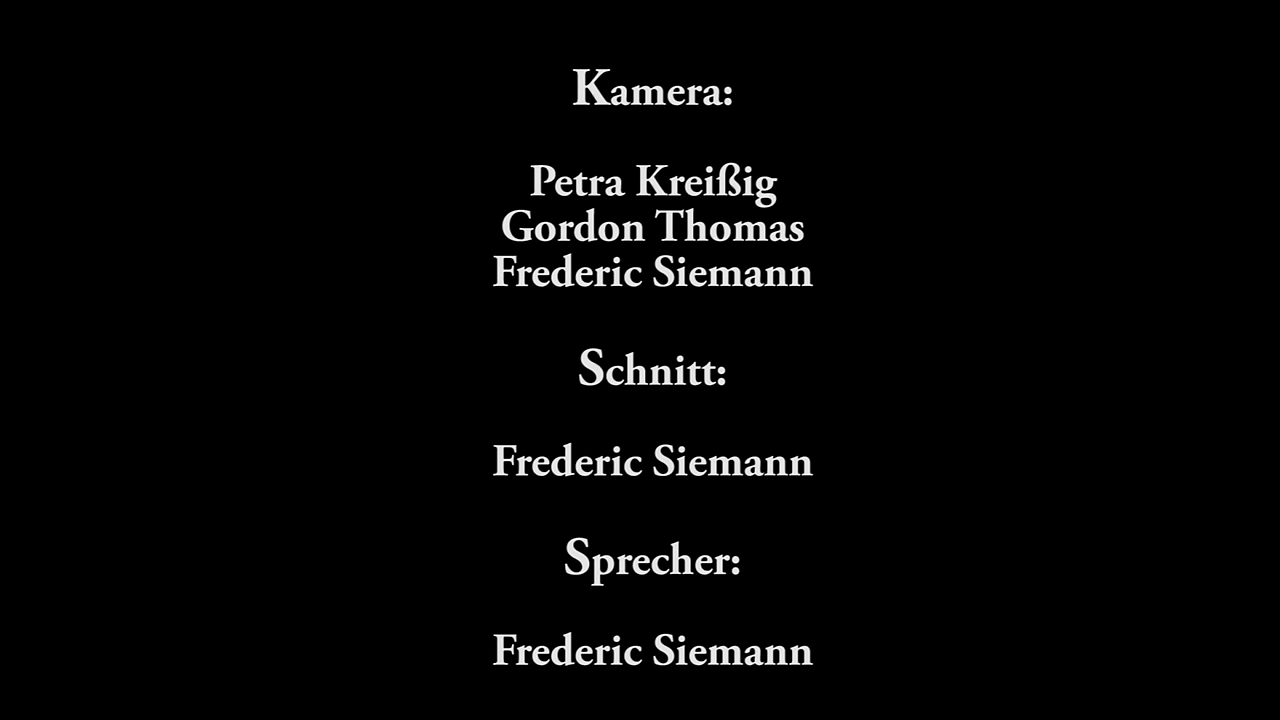 Kamera:
Petra Kreißig
Gordon Thomas
Frederic Siemann
Schnitt:
Frederic Siemann
Sprecher:
Frederic Siemann